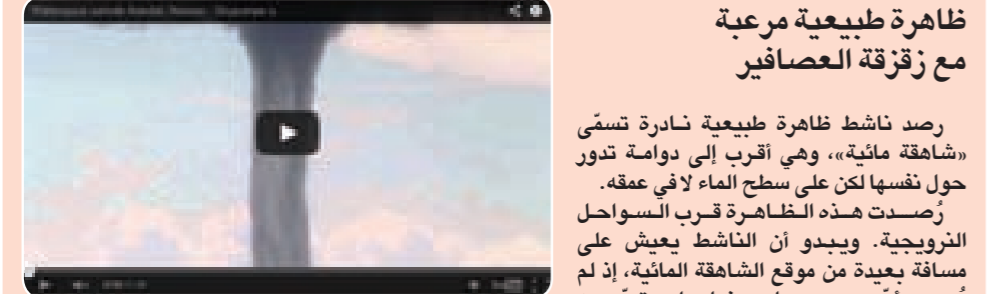 ظاهرة طبيعية مرعبة
مع زقزقة العصافير
رصد ناشط ظاهرة طبيعية نادرة تسمّى
«شاهقة مائية»، وهي أقرب إلى دوامة تدور
حول نفسها لكن على سطح الماء لا في عمقه.
رُصدت هذه الظاهرة قرب السواحل
النرويجية. ويبدو أن الناشط يعيش على
مسافة بعيدة من موقع الشاهقة المائية، إذ لم